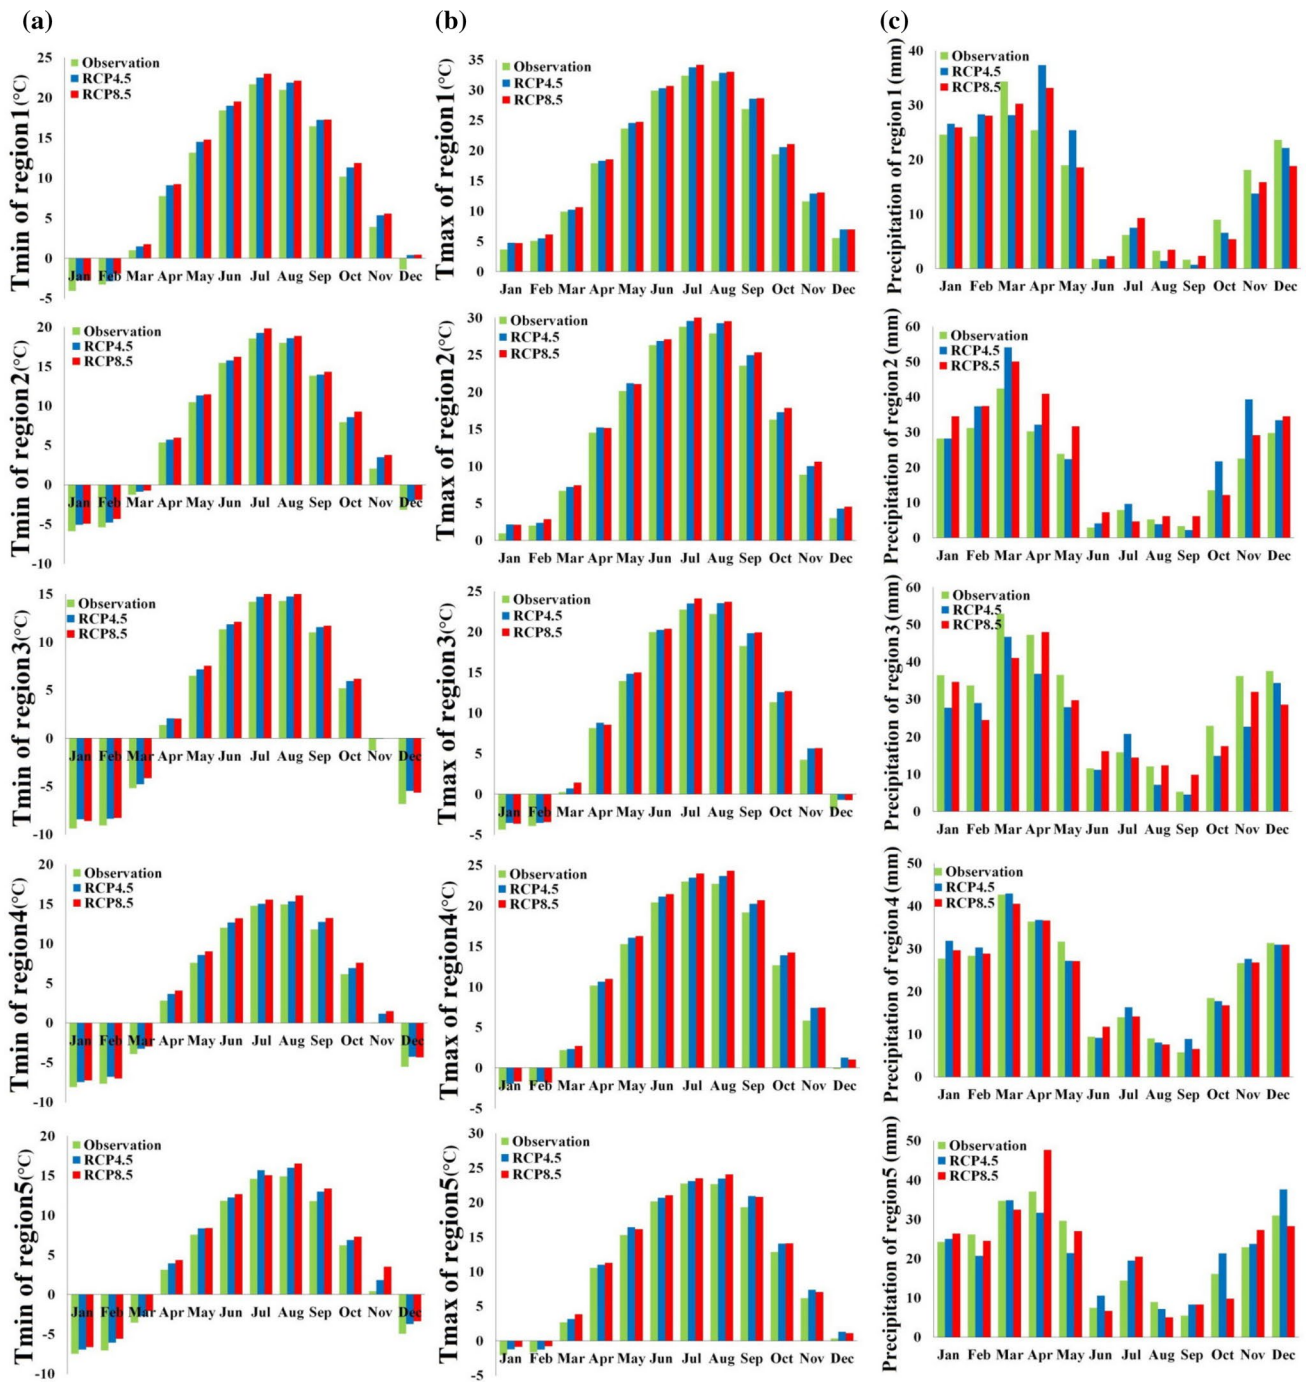 (a) (b) (c)
Tmin of region1(°C)
25
20
15
10
5
0
-5
Observation
RCP4.5
RCP8.5
Jan Feb Mar Apr May Jun Jul Aug Sep Oct Nov Dec
Tmax of region1(°C)
35
30
25
20
15
10
5
0
Observation
RCP4.5
RCP8.5
Jan Feb Mar Apr May Jun Jul Aug Sep Oct Nov Dec
Precipitation of region1 (mm)
40
30
20
10
0
Observation
RCP4.5
RCP8.5
Jan Feb Mar Apr May Jun Jul Aug Sep Oct Nov Dec
Tmin of region2(°C)
20
15
10
5
0
-5
-10
Observation
RCP4.5
RCP8.5
Jan Feb Mar Apr May Jun Jul Aug Sep Oct Nov Dec
Tmax of region2(°C)
30
25
20
15
10
5
0
Observation
RCP4.5
RCP8.5
Jan Feb Mar Apr May Jun Jul Aug Sep Oct Nov Dec
Precipitation of region2 (mm)
60
50
40
30
20
10
0
Observation
RCP4.5
RCP8.5
Jan Feb Mar Apr May Jun Jul Aug Sep Oct Nov Dec
Tmin of region3(°C)
15
10
5
0
-5
-10
Observation
RCP4.5
RCP8.5
Jan Feb Mar Apr May Jun Jul Aug Sep Oct Nov Dec
Tmax of region3(°C)
25
20
15
10
5
0
-5
Observation
RCP4.5
RCP8.5
Jan Feb Mar Apr May Jun Jul Aug Sep Oct Nov Dec
Precipitation of region3 (mm)
60
50
40
30
20
10
0
Observation
RCP4.5
RCP8.5
Jan Feb Mar Apr May Jun Jul Aug Sep Oct Nov Dec
Tmin of region4(°C)
20
15
10
5
0
-5
-10
Observation
RCP4.5
RCP8.5
Jan Feb Mar Apr May Jun Jul Aug Sep Oct Nov Dec
Tmax of region4(°C)
25
20
15
10
5
0
-5
Observation
RCP4.5
RCP8.5
Jan Feb Mar Apr May Jun Jul Aug Sep Oct Nov Dec
Precipitation of region4 (mm)
50
40
30
20
10
0
Observation
RCP4.5
RCP8.5
Jan Feb Mar Apr May Jun Jul Aug Sep Oct Nov Dec
Tmin of region5(°C)
20
15
10
5
0
-5
-10
Observation
RCP4.5
RCP8.5
Jan Feb Mar Apr May Jun Jul Aug Sep Oct Nov Dec
Tmax of region5(°C)
30
25
20
15
10
5
0
-5
Observation
RCP4.5
RCP8.5
Jan Feb Mar Apr May Jun Jul Aug Sep Oct Nov Dec
Precipitation of region5 (mm)
50
40
30
20
10
0
Observation
RCP4.5
RCP8.5
Jan Feb Mar Apr May Jun Jul Aug Sep Oct Nov Dec